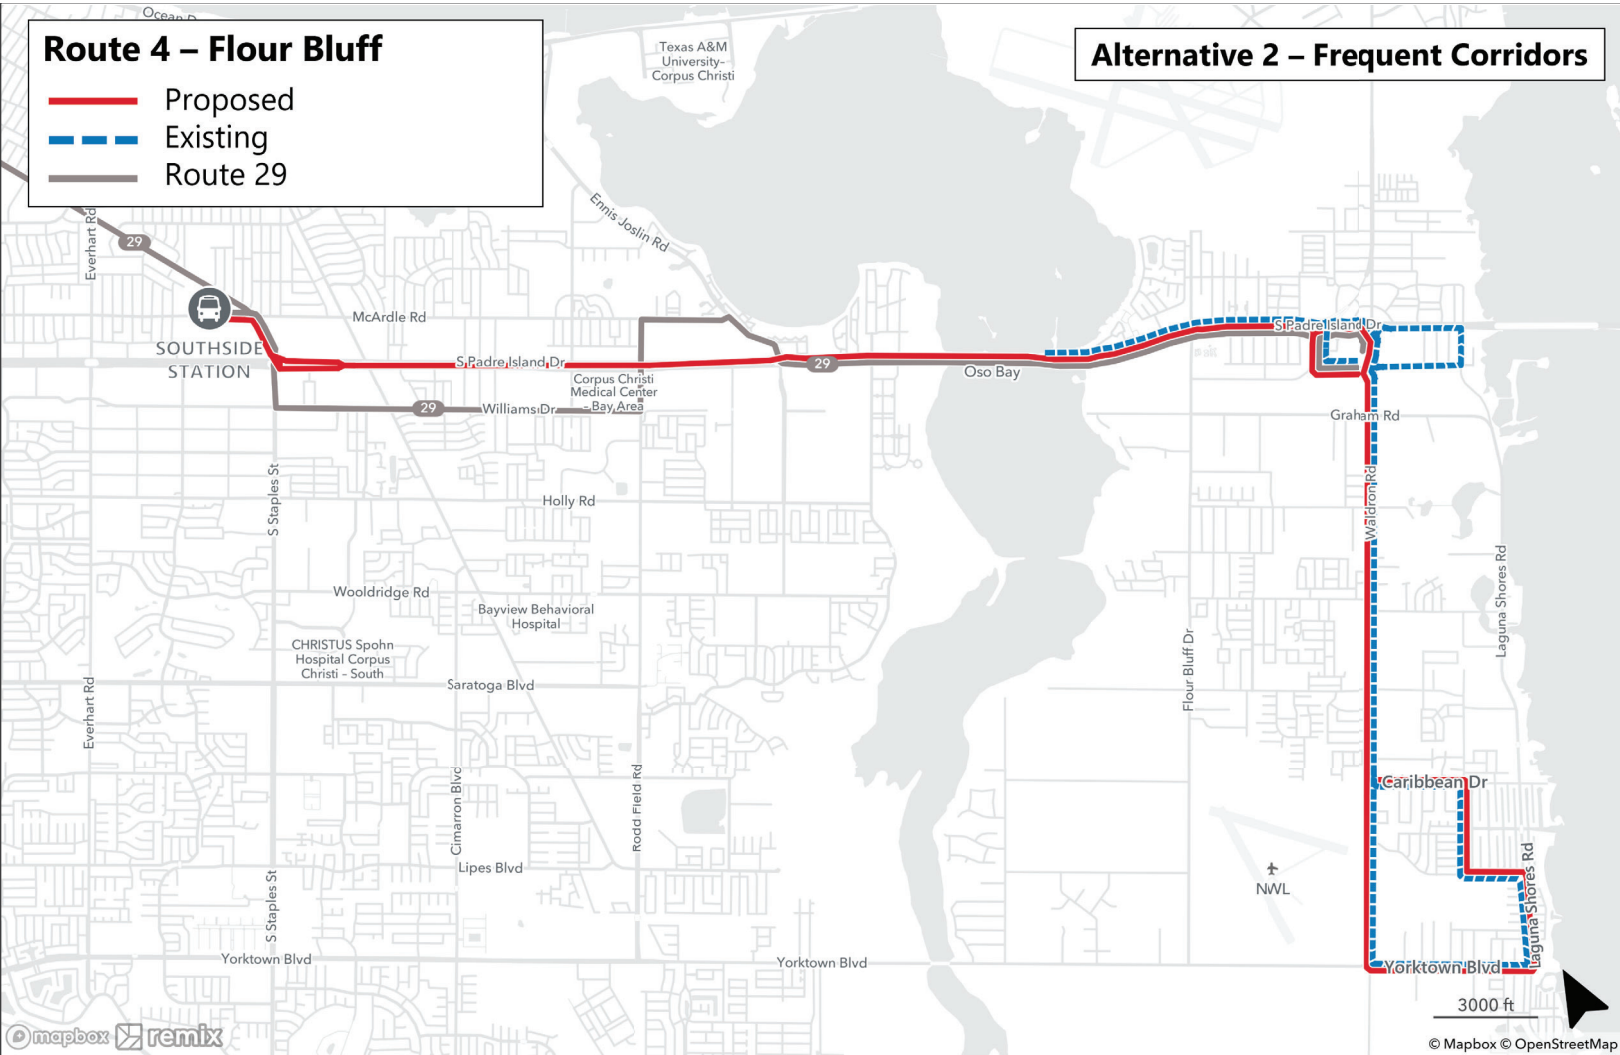 Ocean D
Route 4 – Flour Bluff
Proposed
Existing
Route 29
Alternative 2 – Frequent Corridors
Texas A&M
University-
Corpus Christi
Ennis Joslin Rd
Everhart Rd
29
McArdle Rd
SOUTHSIDE
STATION
S Padre Island Dr
S Padre Island Dr
29
Oso Bay
Corpus Christi
Medical Center
- Bay Area
29
Williams Dr
Graham Rd
S Staples St
Holly Rd
Waldron Rd
Wooldridge Rd
Bayview Behavioral
Hospital
Laguna Shores Rd
CHRISTUS Spohn
Hospital Corpus
Christi - South
Flour Bluff Dr
Saratoga Blvd
Everhart Rd
Cimarron Blvd
Rodd Field Rd
Caribbean Dr
Lipes Blvd
NWL
Laguna Shores Rd
S Staples St
Yorktown Blvd
Yorktown Blvd
Yorktown Blvd
3000 ft
mapbox remix
© Mapbox © OpenStreetMap